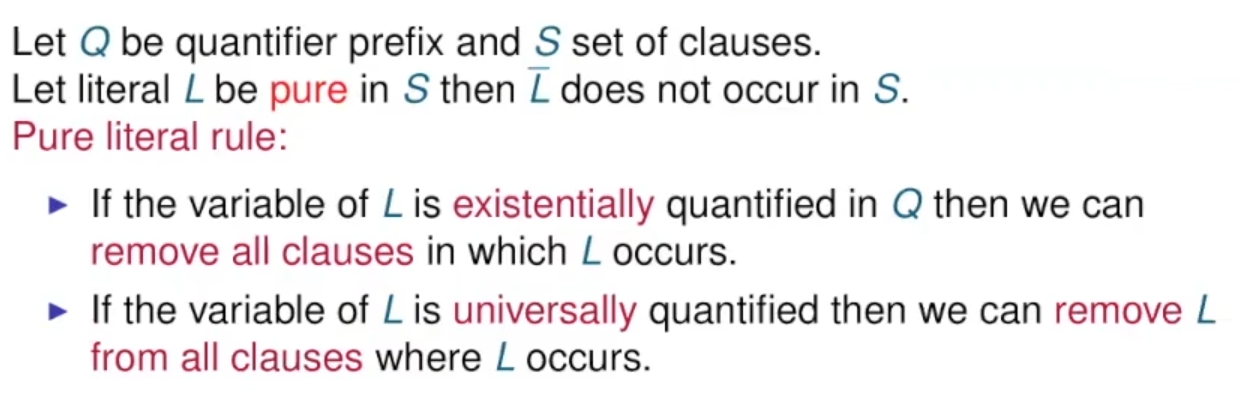 Let Q be quantifier prefix and S set of clauses.
Let literal L be pure in S then L̅ does not occur in S.
Pure literal rule:
▶ If the variable of L is existentially quantified in Q then we can
remove all clauses in which L occurs.
▶ If the variable of L is universally quantified then we can remove L
from all clauses where L occurs.